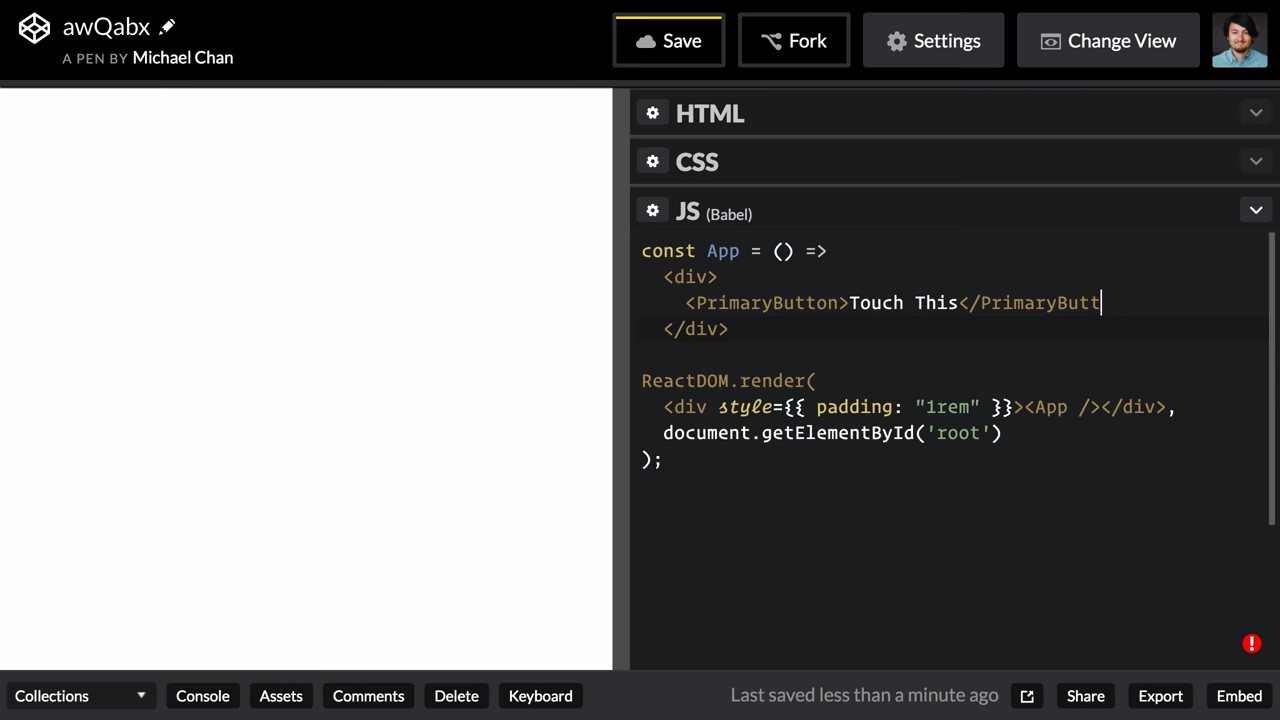 awQabx
A PEN BY Michael Chan
Save
Fork
Settings
Change View
HTML
CSS
JS (Babel)
const App = () =>
<div>
<PrimaryButton>Touch This</PrimaryButt
</div>
ReactDOM.render(
<div style={{ padding: "1rem" }}><App /></div>,
document.getElementById('root')
);
Collections
Console
Assets
Comments
Delete
Keyboard
Last saved less than a minute ago
Share
Export
Embed